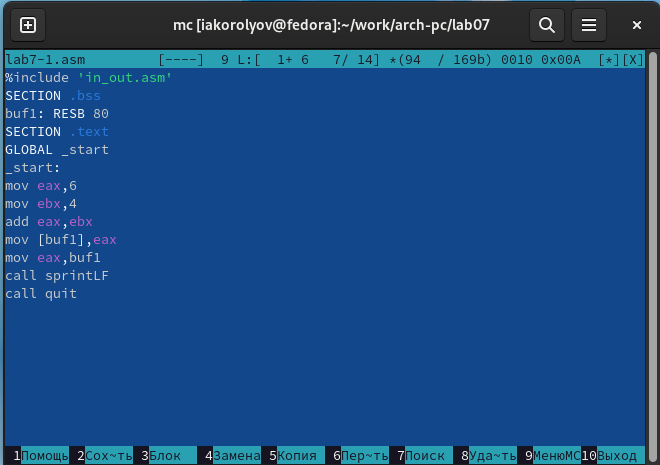 mc [iakorolyov@fedora]:~/work/arch-pc/lab07
lab7-1.asm [----] 9 L:[ 1+ 6 7/ 14] *(94 / 169b) 0010 0x00A [*][X]
%include 'in_out.asm'
SECTION .bss
buf1: RESB 80
SECTION .text
GLOBAL _start
_start:
mov eax,6
mov ebx,4
add eax,ebx
mov [buf1],eax
mov eax,buf1
call sprintLF
call quit
1Помощь 2Сох~ть 3Блок 4Замена 5Копия 6Пер~ть 7Поиск 8Уда~ть 9МенюMC 10Выход